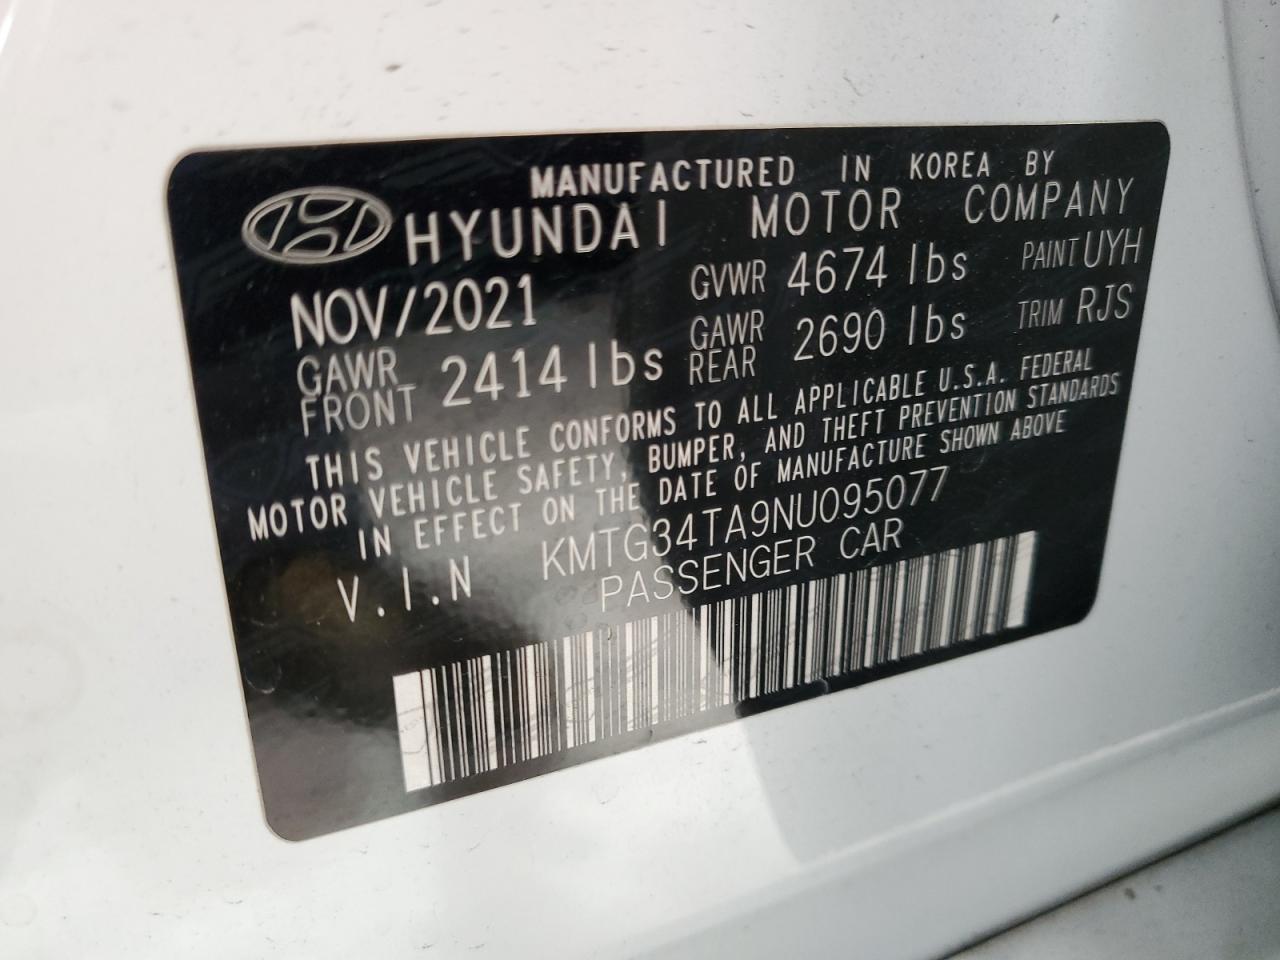 MANUFACTURED IN KOREA BY
HYUNDAI MOTOR COMPANY
NOV/2021 GVWR 4674 lbs PAINT UYH
GAWR FRONT 2414 lbs GAWR REAR 2690 lbs TRIM RJS
THIS VEHICLE CONFORMS TO ALL APPLICABLE U.S.A. FEDERAL
MOTOR VEHICLE SAFETY, BUMPER, AND THEFT PREVENTION STANDARDS
IN EFFECT ON THE DATE OF MANUFACTURE SHOWN ABOVE
V.I.N KMTG34TA9NU095077
PASSENGER CAR